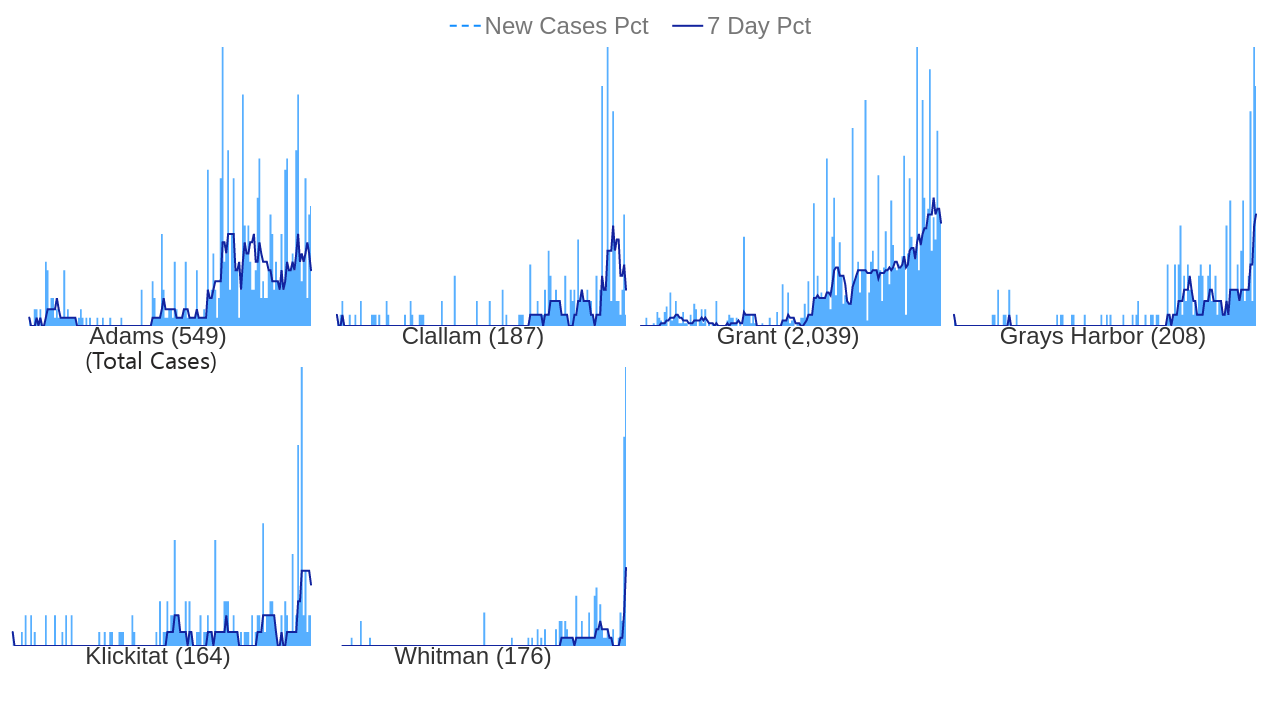 New Cases Pct 7 Day Pct
Adams (549)
(Total Cases)
Clallam (187)
Grant (2,039)
Grays Harbor (208)
Klickitat (164)
Whitman (176)